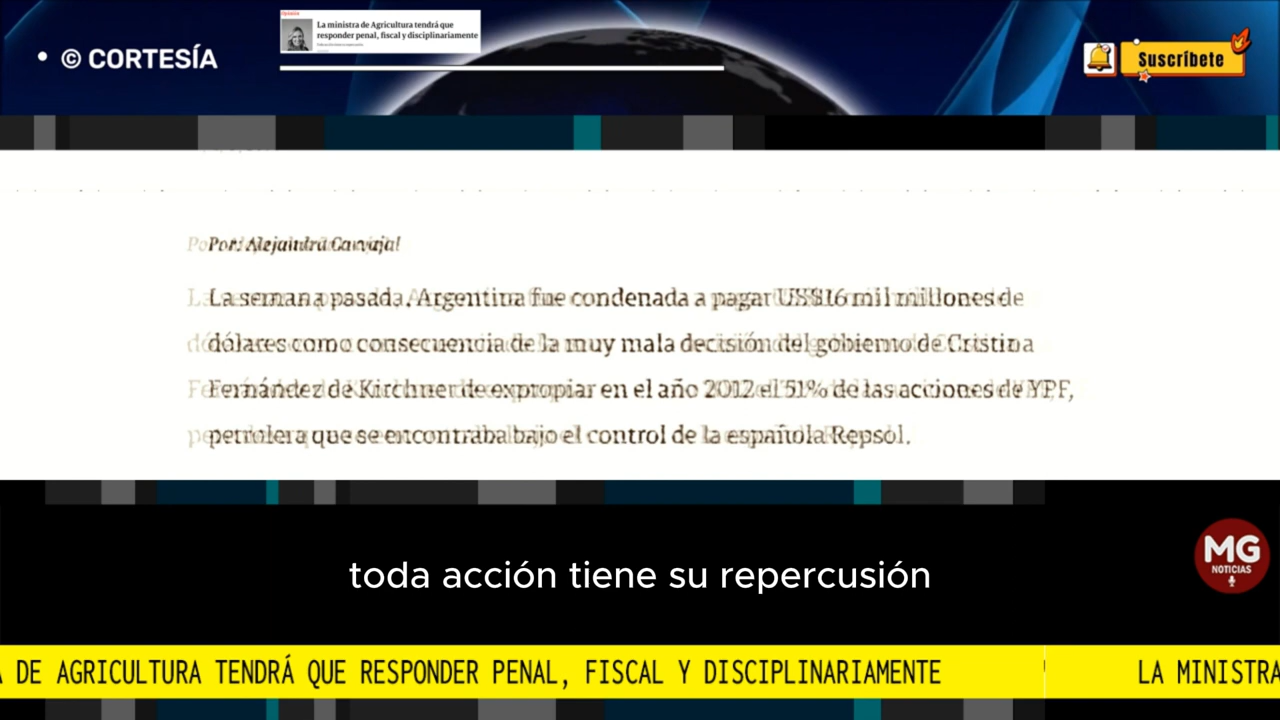 Opinión
La ministra de Agricultura tendrá que
responder penal, fiscal y disciplinariamente
• © CORTESÍA
Suscríbete
Por: Alejandra Carvajal
La semana pasada, Argentina fue condenada a pagar US$16 mil millones de
dólares como consecuencia de la muy mala decisión del gobierno de Cristina
Fernández de Kirchner de expropiar en el año 2012 el 51% de las acciones de YPF,
petrolera que se encontraba bajo el control de la española Repsol.
MG
NOTICIAS
toda acción tiene su repercusión
A DE AGRICULTURA TENDRÁ QUE RESPONDER PENAL, FISCAL Y DISCIPLINARIAMENTE LA MINISTRA